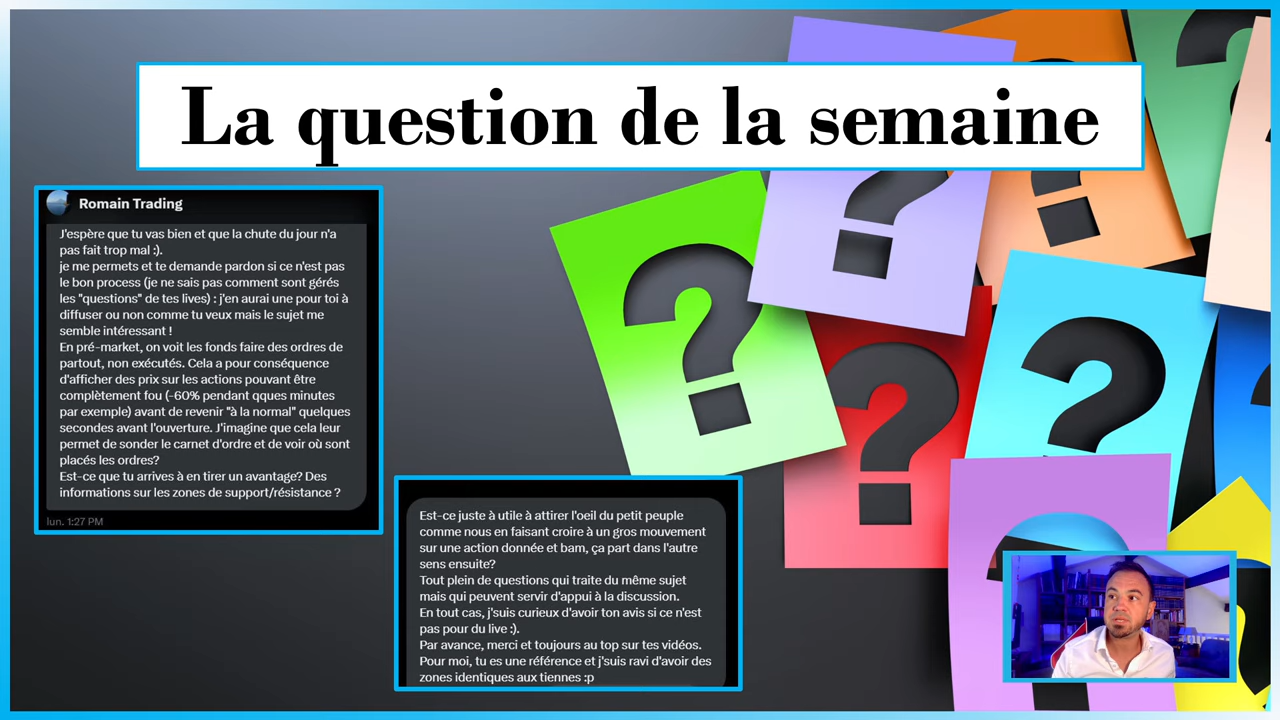 La question de la semaine
Romain Trading
J'espère que tu vas bien et que la chute du jour n'a
pas fait trop mal :).
je me permets et te demande pardon si ce n'est pas
le bon process (je ne sais pas comment sont gérés
les "questions" de tes lives) : j'en aurai une pour toi à
diffuser ou non comme tu veux mais le sujet me
semble intéressant !
En pré-market, on voit les fonds faire des ordres de
partout, non exécutés. Cela a pour conséquence
d'afficher des prix sur les actions pouvant être
complètement fou (-60% pendant qques minutes
par exemple) avant de revenir "à la normal" quelques
secondes avant l'ouverture. J'imagine que cela leur
permet de sonder le carnet d'ordre et de voir où sont
placés les ordres?
Est-ce que tu arrives à en tirer un avantage? Des
informations sur les zones de support/résistance ?
lun. 1:27 PM
Est-ce juste à utile à attirer l'oeil du petit peuple
comme nous en faisant croire à un gros mouvement
sur une action donnée et bam, ça part dans l'autre
sens ensuite?
Tout plein de questions qui traite du même sujet
mais qui peuvent servir d'appui à la discussion.
En tout cas, j'suis curieux d'avoir ton avis si ce n'est
pas pour du live :).
Par avance, merci et toujours au top sur tes vidéos.
Pour moi, tu es une référence et j'suis ravi d'avoir des
zones identiques aux tiennes :p